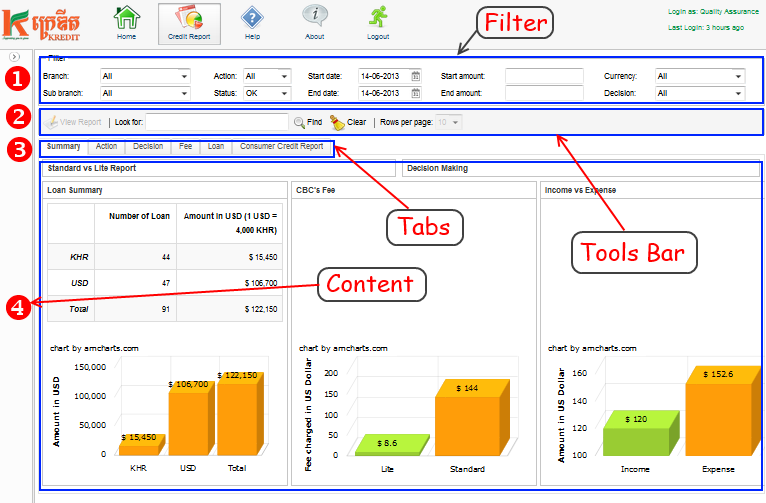 ក្រេឌីត
KREDIT
Home
Credit Report
Help
About
Logout
Login as: Quality Assurance
Last Login: 3 hours ago
Filter
Filter
1
Branch: All Action: All Start date: 14-06-2013 Start amount: Currency: All
Sub branch: All Status: OK End date: 14-06-2013 End amount: Decision: All
2
View Report | Look for: Find Clear | Rows per page: 10
3
Summary Action Decision Fee Loan Consumer Credit Report
Standard vs Lite Report Decision Making
Loan Summary CBC's Fee Income vs Expense
Number of Loan Amount in USD (1 USD =
4,000 KHR)
KHR 44 $ 15,450
USD 47 $ 106,700
Total 91 $ 122,150
Tabs
Tools Bar
Content
4
chart by amcharts.com
Amount in USD
150,000
100,000
50,000
0
$ 15,450
$ 106,700
$ 122,150
KHR USD Total
chart by amcharts.com
Fee charged in US Dollar
200
150
100
50
0
$ 8.6
$ 144
Lite Standard
chart by amcharts.com
Amount in US Dollar
160
140
120
100
$ 120
$ 152.6
Income Expense